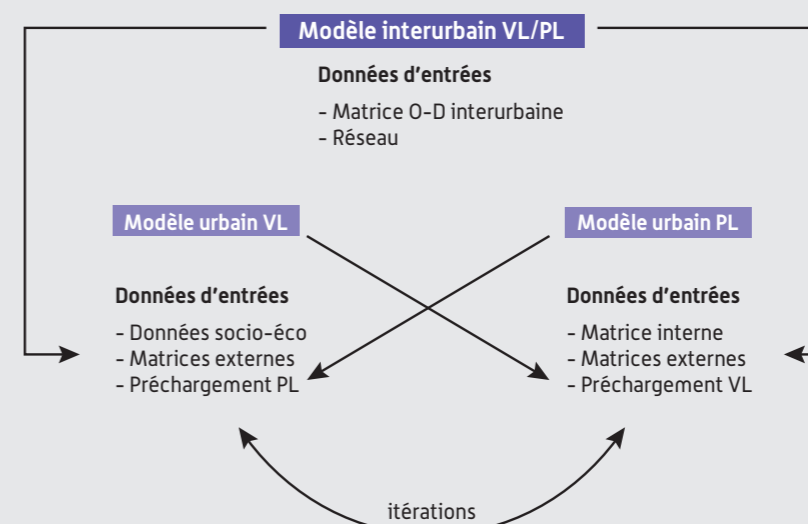 Modèle interurbain VL/PL
Données d'entrées
- Matrice O-D interurbaine
- Réseau
Modèle urbain VL
Modèle urbain PL
Données d'entrées
- Données socio-éco
- Matrices externes
- Préchargement PL
Données d'entrées
- Matrice interne
- Matrices externes
- Préchargement VL
itérations